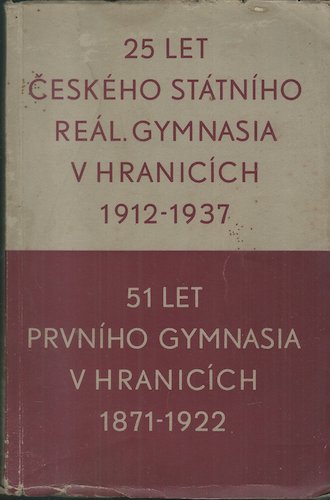 25 LET
ČESKÉHO STÁTNÍHO
REÁL. GYMNASIA
V HRANICÍCH
1912-1937
51 LET
PRVNÍHO GYMNASIA
V HRANICÍCH
1871-1922